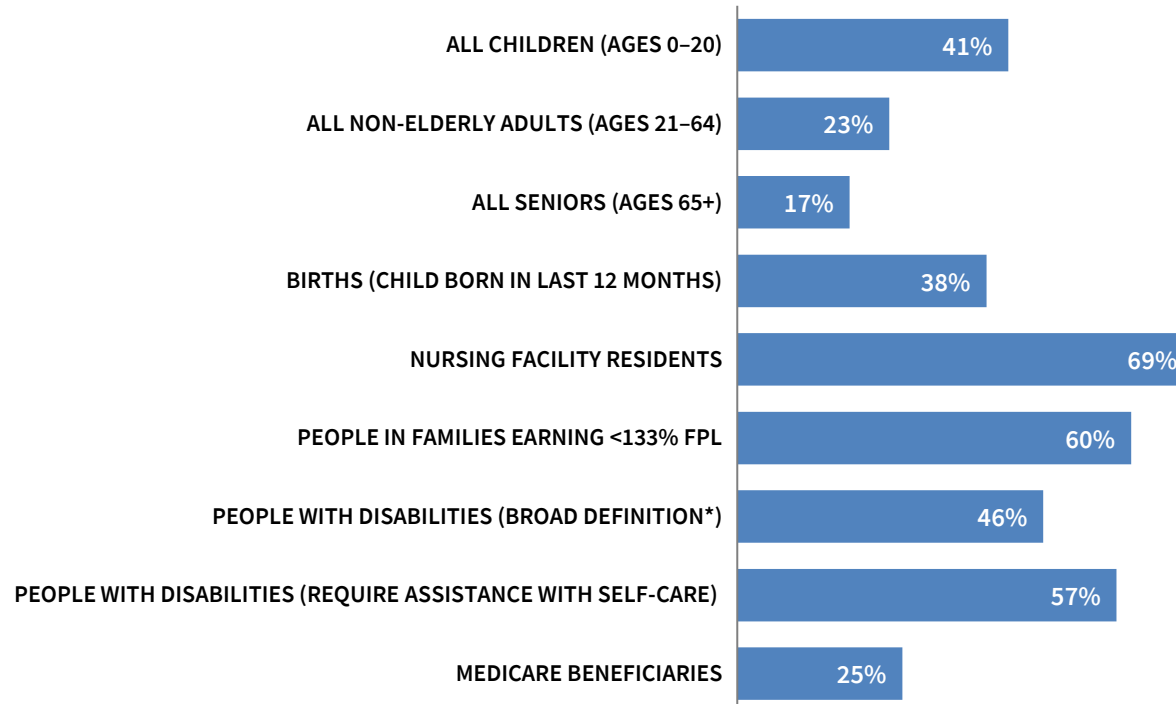 ALL CHILDREN (AGES 0–20) 41%
ALL NON-ELDERLY ADULTS (AGES 21–64) 23%
ALL SENIORS (AGES 65+) 17%
BIRTHS (CHILD BORN IN LAST 12 MONTHS) 38%
NURSING FACILITY RESIDENTS 69%
PEOPLE IN FAMILIES EARNING <133% FPL 60%
PEOPLE WITH DISABILITIES (BROAD DEFINITION*) 46%
PEOPLE WITH DISABILITIES (REQUIRE ASSISTANCE WITH SELF-CARE) 57%
MEDICARE BENEFICIARIES 25%